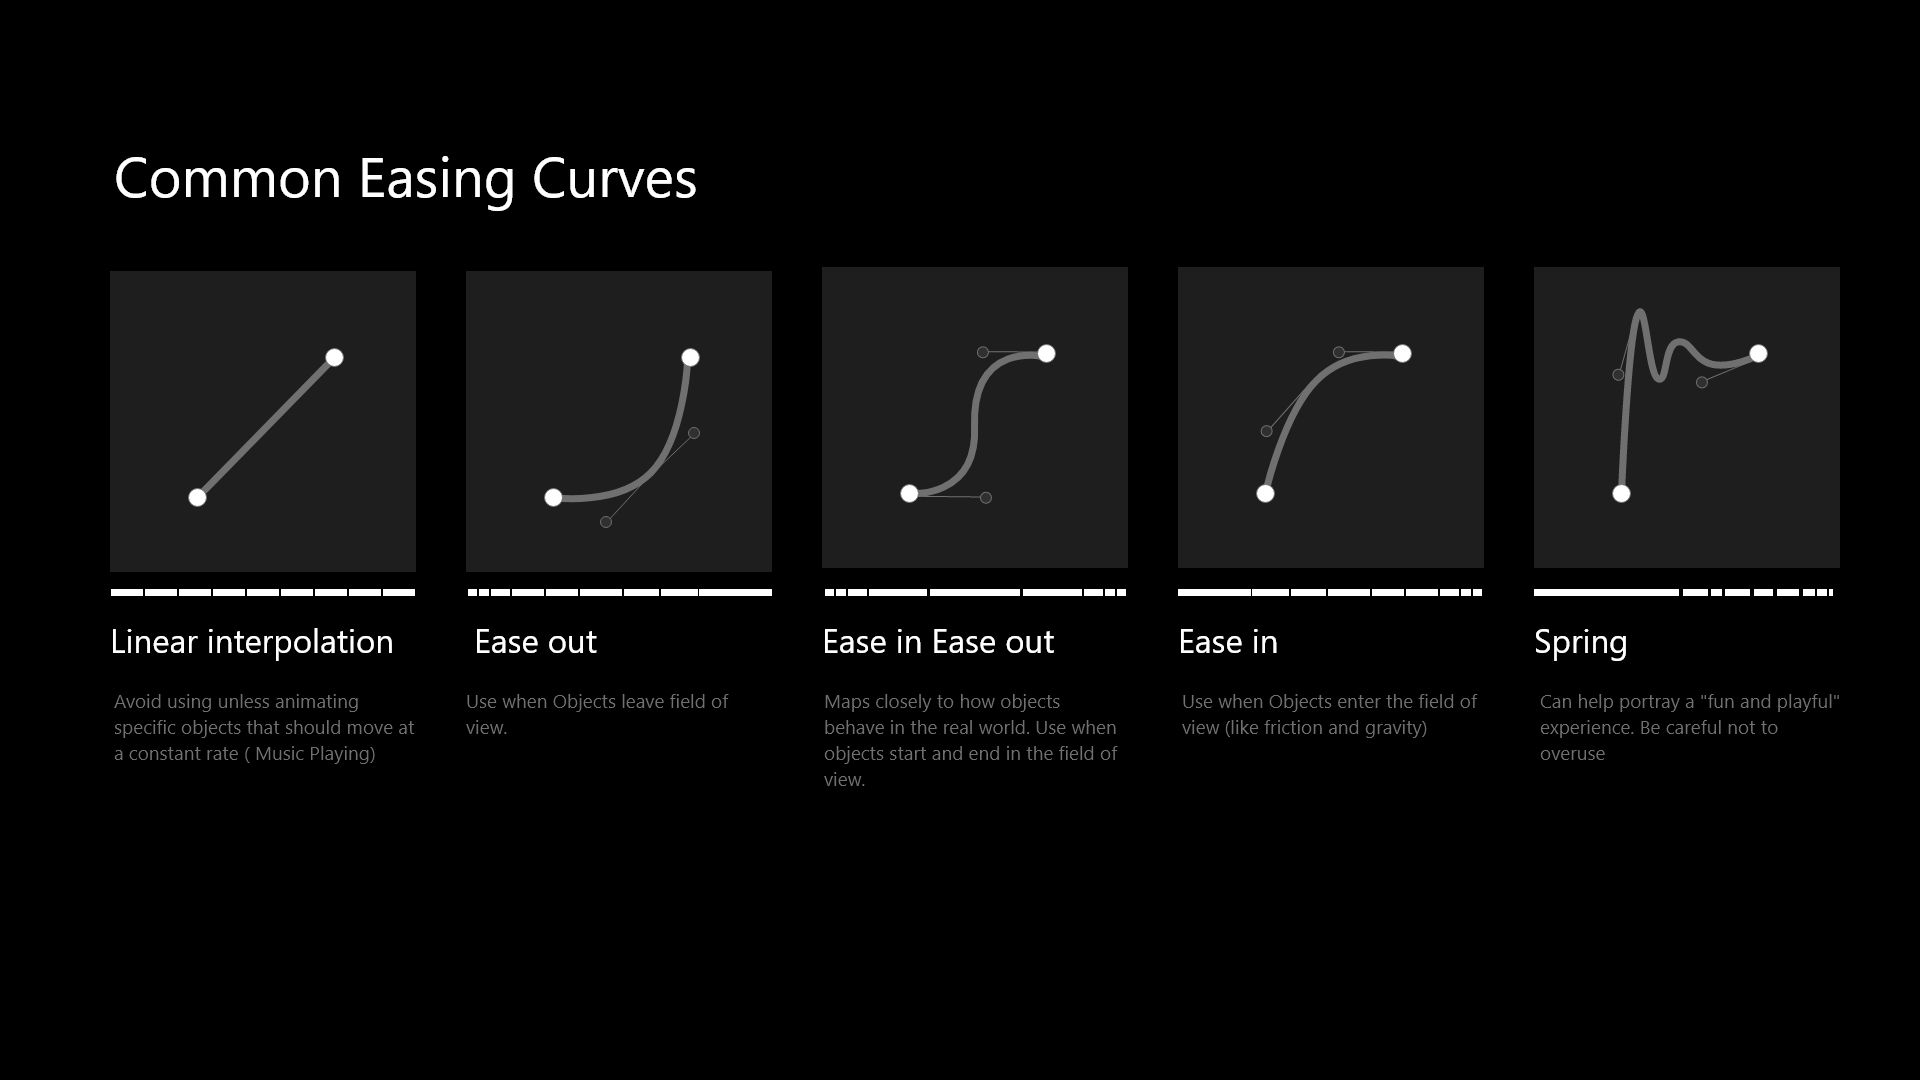 Common Easing Curves
Linear interpolation
Avoid using unless animating
specific objects that should move at
a constant rate ( Music Playing)
Ease out
Use when Objects leave field of
view.
Ease in Ease out
Maps closely to how objects
behave in the real world. Use when
objects start and end in the field of
view.
Ease in
Use when Objects enter the field of
view (like friction and gravity)
Spring
Can help portray a "fun and playful"
experience. Be careful not to
overuse